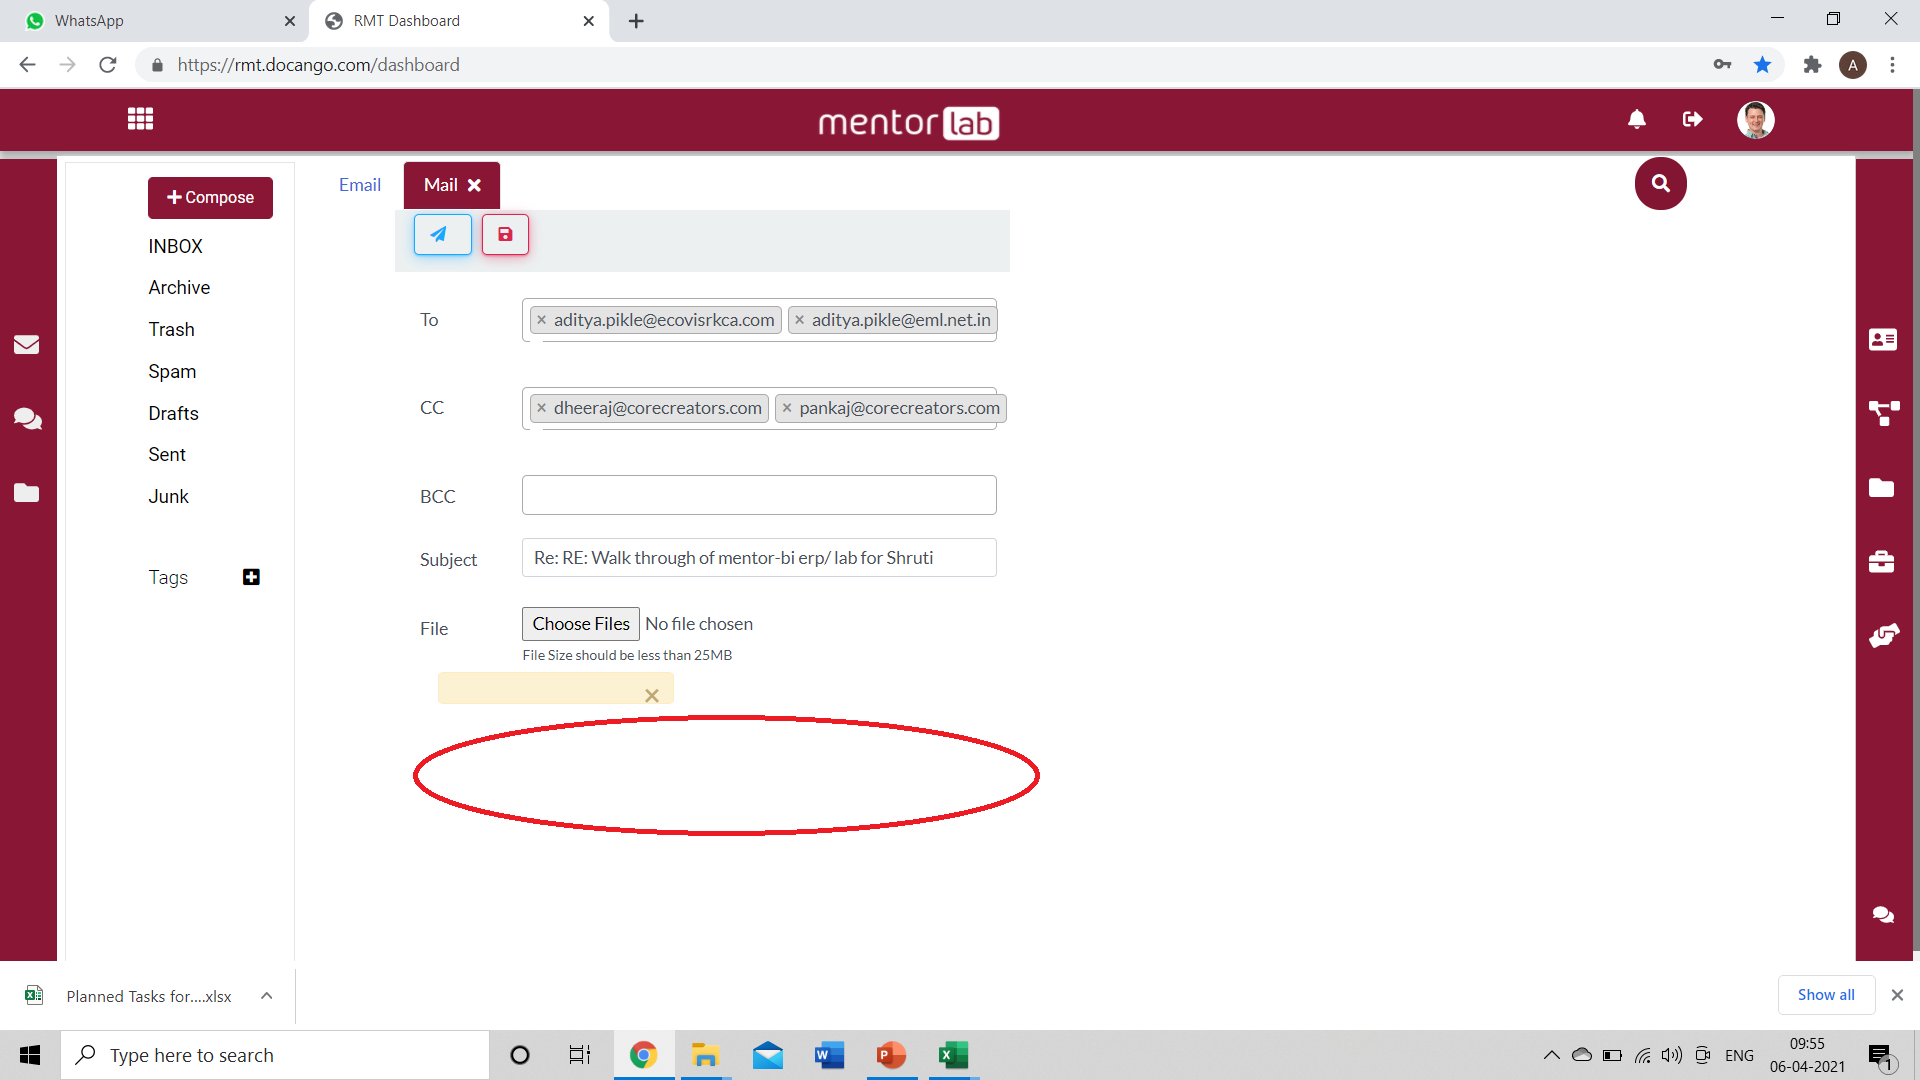 WhatsApp
RMT Dashboard
https://rmt.docango.com/dashboard
A
mentor lab
Compose
INBOX
Archive
Trash
Spam
Drafts
Sent
Junk
Tags
Email
Mail
To
× aditya.pikle@ecovisrkca.com × aditya.pikle@eml.net.in
CC
× dheeraj@corecreators.com × pankaj@corecreators.com
BCC
Subject
Re: RE: Walk through of mentor-bi erp/ lab for Shruti
File
Choose Files No file chosen
File Size should be less than 25MB
×
Planned Tasks for....xlsx
Show all
Type here to search
ENG
09:55
06-04-2021
1